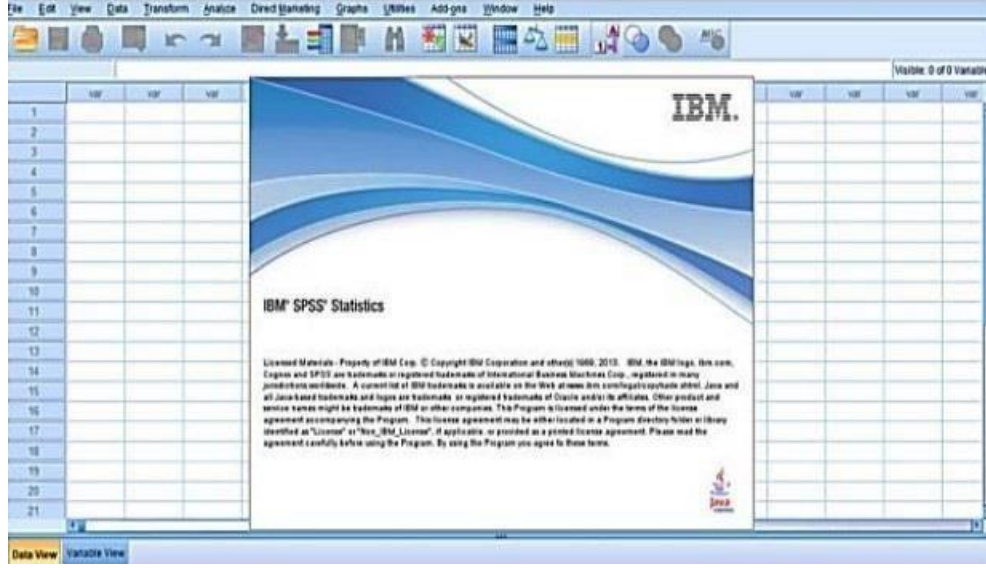 File Edit View Data Transform Analyze Direct Marketing Graphs Utilities Add-ons Window Help
Visible: 0 of 0 Variable
var var var var var var var
1
2
3
4
5
6
7
8
9
10
11
12
13
14
15
16
17
18
19
20
21
IBM.
IBM® SPSS® Statistics
Licensed Materials - Property of IBM Corp. © Copyright IBM Corporation and other(s) 1989, 2013. IBM, the IBM logo, ibm.com,
Cognos and SPSS are trademarks or registered trademarks of International Business Machines Corp., registered in many
jurisdictions worldwide. A current list of IBM trademarks is available on the Web at www.ibm.com/legal/copytrade.shtml. Java and
all Java-based trademarks and logos are trademarks or registered trademarks of Oracle and/or its affiliates. Other product and
service names might be trademarks of IBM or other companies. This Program is licensed under the terms of the license
agreement accompanying the Program. This license agreement may be either located in a Program directory folder or library
identified as "License" or "Non_IBM_License", if applicable, or provided as a printed license agreement. Please read the
agreement carefully before using the Program. By using the Program you agree to these terms.
Java
Data View Variable View